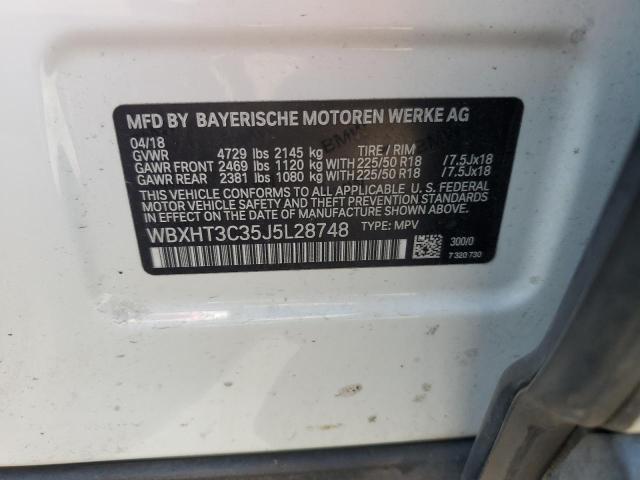 MFD BY BAYERISCHE MOTOREN WERKE AG
04/18
GVWR 4729 lbs 2145 kg TIRE / RIM
GAWR FRONT 2469 lbs 1120 kg WITH 225/50 R18 /7.5Jx18
GAWR REAR 2381 lbs 1080 kg WITH 225/50 R18 /7.5Jx18
THIS VEHICLE CONFORMS TO ALL APPLICABLE U. S. FEDERAL
MOTOR VEHICLE SAFETY, BUMPER, AND THEFT PREVENTION
STANDARDS IN EFFECT ON THE DATE OF MANUFACTURE SHOWN ABOVE.
WBXHT3C35J5L28748 TYPE: MPV
300/0
7 320 730